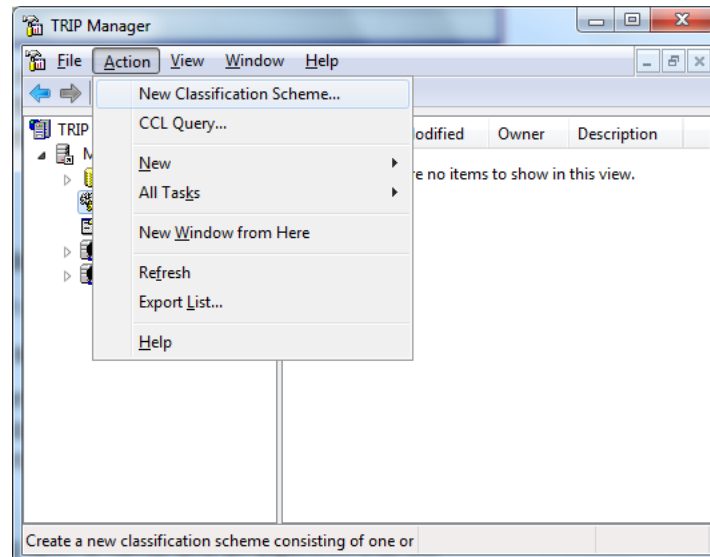 TRIP Manager
File Action View Window Help
New Classification Scheme...
CCL Query...
New
All Tasks
New Window from Here
Refresh
Export List...
Help
TRIP
M
odified Owner Description
e no items to show in this view.
Create a new classification scheme consisting of one or